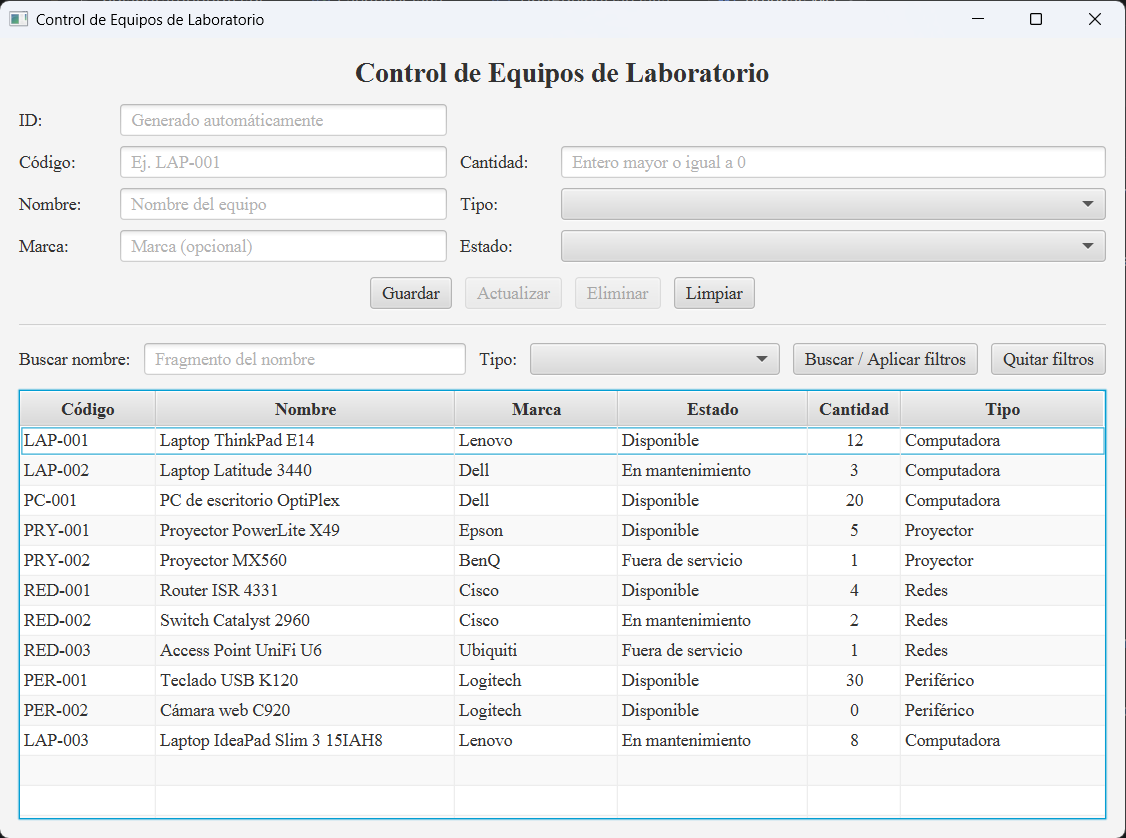 Control de Equipos de Laboratorio
Control de Equipos de Laboratorio
ID: Generado automáticamente
Código: Ej. LAP-001 Cantidad: Entero mayor o igual a 0
Nombre: Nombre del equipo Tipo:
Marca: Marca (opcional) Estado:
Guardar Actualizar Eliminar Limpiar
Buscar nombre: Fragmento del nombre Tipo: Buscar / Aplicar filtros Quitar filtros
Código Nombre Marca Estado Cantidad Tipo
LAP-001 Laptop ThinkPad E14 Lenovo Disponible 12 Computadora
LAP-002 Laptop Latitude 3440 Dell En mantenimiento 3 Computadora
PC-001 PC de escritorio OptiPlex Dell Disponible 20 Computadora
PRY-001 Proyector PowerLite X49 Epson Disponible 5 Proyector
PRY-002 Proyector MX560 BenQ Fuera de servicio 1 Proyector
RED-001 Router ISR 4331 Cisco Disponible 4 Redes
RED-002 Switch Catalyst 2960 Cisco En mantenimiento 2 Redes
RED-003 Access Point UniFi U6 Ubiquiti Fuera de servicio 1 Redes
PER-001 Teclado USB K120 Logitech Disponible 30 Periférico
PER-002 Cámara web C920 Logitech Disponible 0 Periférico
LAP-003 Laptop IdeaPad Slim 3 15IAH8 Lenovo En mantenimiento 8 Computadora